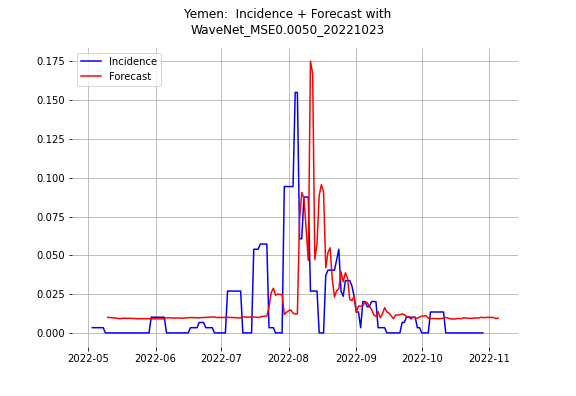 Yemen:  Incidence + Forecast with
WaveNet_MSE0.0050_20221023
Incidence
Forecast
0.175
0.150
0.125
0.100
0.075
0.050
0.025
0.000
2022-05 2022-06 2022-07 2022-08 2022-09 2022-10 2022-11